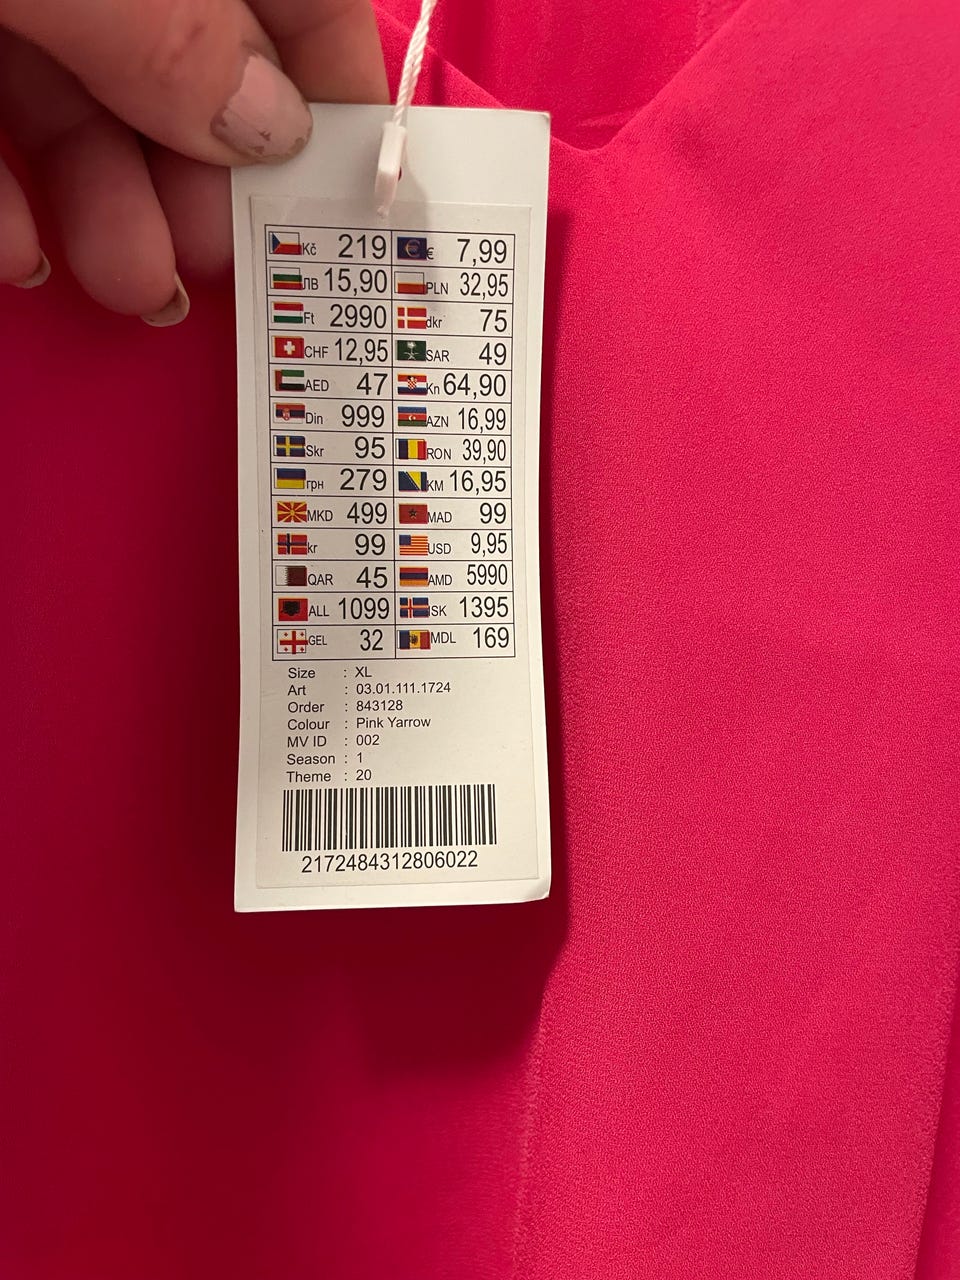 Kč 219 € 7,99
ЛВ 15,90 PLN 32,95
Ft 2990 dkr 75
CHF 12,95 SAR 49
AED 47 Kn 64,90
Din 999 AZN 16,99
Skr 95 RON 39,90
грн 279 KM 16,95
MKD 499 MAD 99
kr 99 USD 9,95
QAR 45 AMD 5990
ALL 1099 ISK 1395
GEL 32 MDL 169
Size : XL
Art : 03.01.111.1724
Order : 843128
Colour : Pink Yarrow
MV ID : 002
Season : 1
Theme : 20
2172484312806022